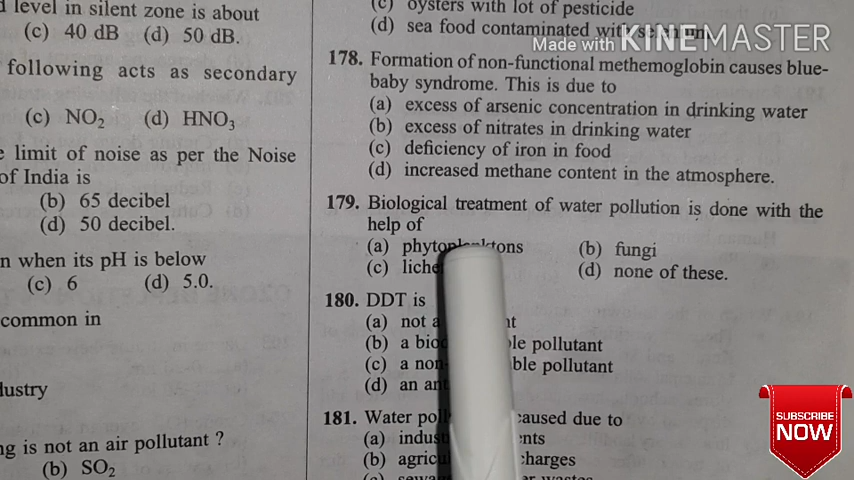 level in silent zone is about
(c) 40 dB (d) 50 dB.
following acts as secondary
(c) NO₂ (d) HNO₃
limit of noise as per the Noise
of India is
(b) 65 decibel
(d) 50 decibel.
n when its pH is below
(c) 6 (d) 5.0.
common in
dustry
ng is not an air pollutant ?
(b) SO₂
(c) oysters with lot of pesticide
(d) sea food contaminated with
178. Formation of non-functional methemoglobin causes blue-
baby syndrome. This is due to
(a) excess of arsenic concentration in drinking water
(b) excess of nitrates in drinking water
(c) deficiency of iron in food
(d) increased methane content in the atmosphere.
179. Biological treatment of water pollution is done with the
help of
(a) phytoplanktons (b) fungi
(c) liche (d) none of these.
180. DDT is
(a) not a nt
(b) a bio le pollutant
(c) a non ble pollutant
(d) an an
181. Water pol caused due to
(a) indus ents
(b) agricu charges
Made with KINEMASTER
SUBSCRIBE
NOW